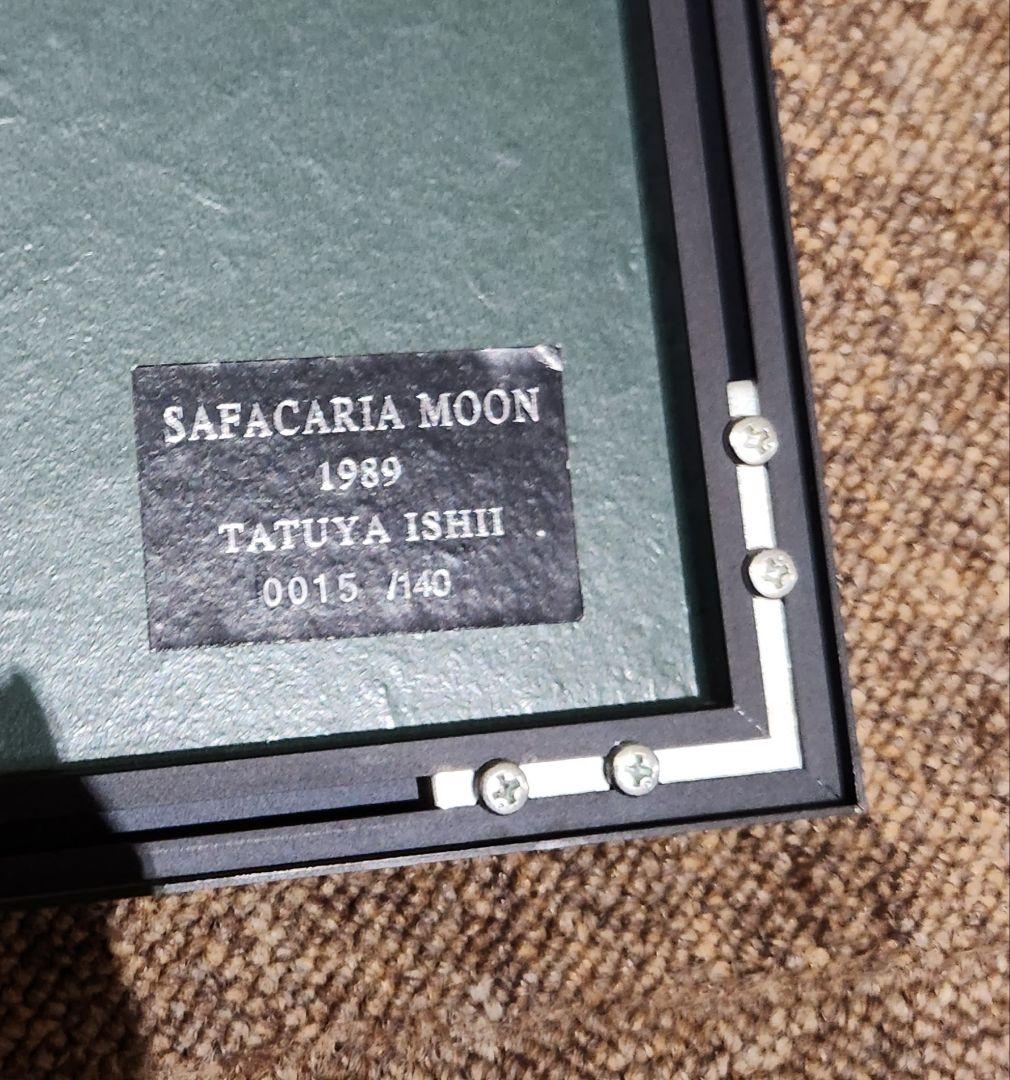 SAFACARIA MOON
1989
TATUYA ISHII
0015 /140